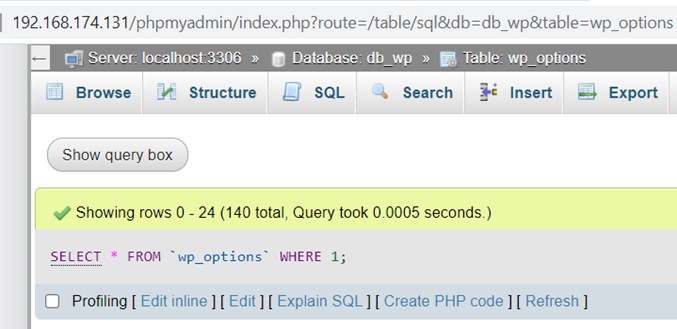 192.168.174.131/phpmyadmin/index.php?route=/table/sql&db=db_wp&table=wp_options
← Server: localhost:3306 » Database: db_wp » Table: wp_options
Browse Structure SQL Search Insert Export
Show query box
Showing rows 0 - 24 (140 total, Query took 0.0005 seconds.)
SELECT * FROM `wp_options` WHERE 1;
Profiling [ Edit inline ] [ Edit ] [ Explain SQL ] [ Create PHP code ] [ Refresh ]